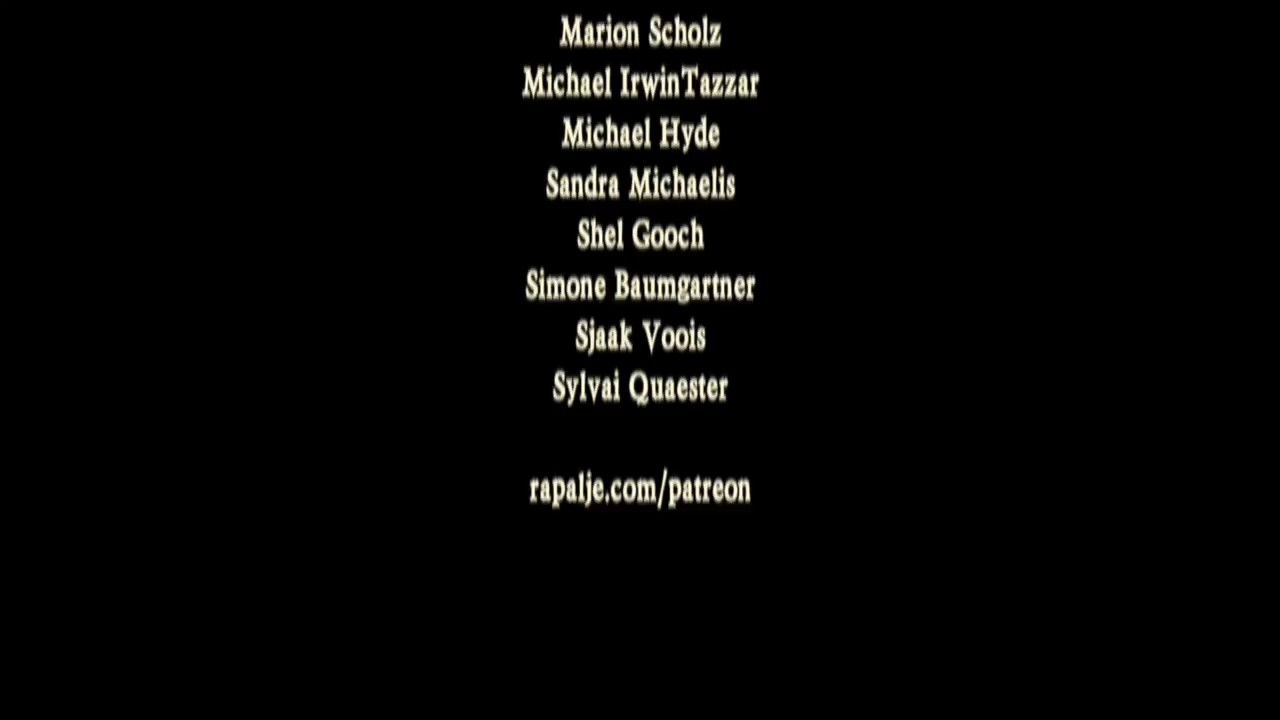 Marion Scholz
Michael IrwinTazzar
Michael Hyde
Sandra Michaelis
Shel Gooch
Simone Baumgartner
Sjaak Voois
Sylvai Quaester
rapalje.com/patreon